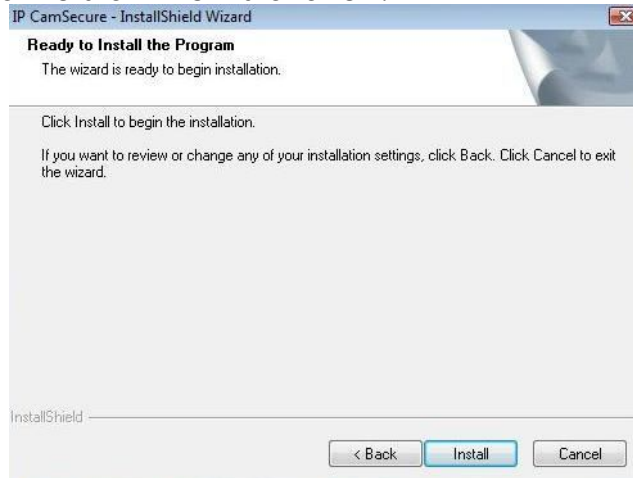 IP CamSecure - InstallShield Wizard
Ready to Install the Program
The wizard is ready to begin installation.
Click Install to begin the installation.
If you want to review or change any of your installation settings, click Back. Click Cancel to exit
the wizard.
InstallShield
< Back Install Cancel